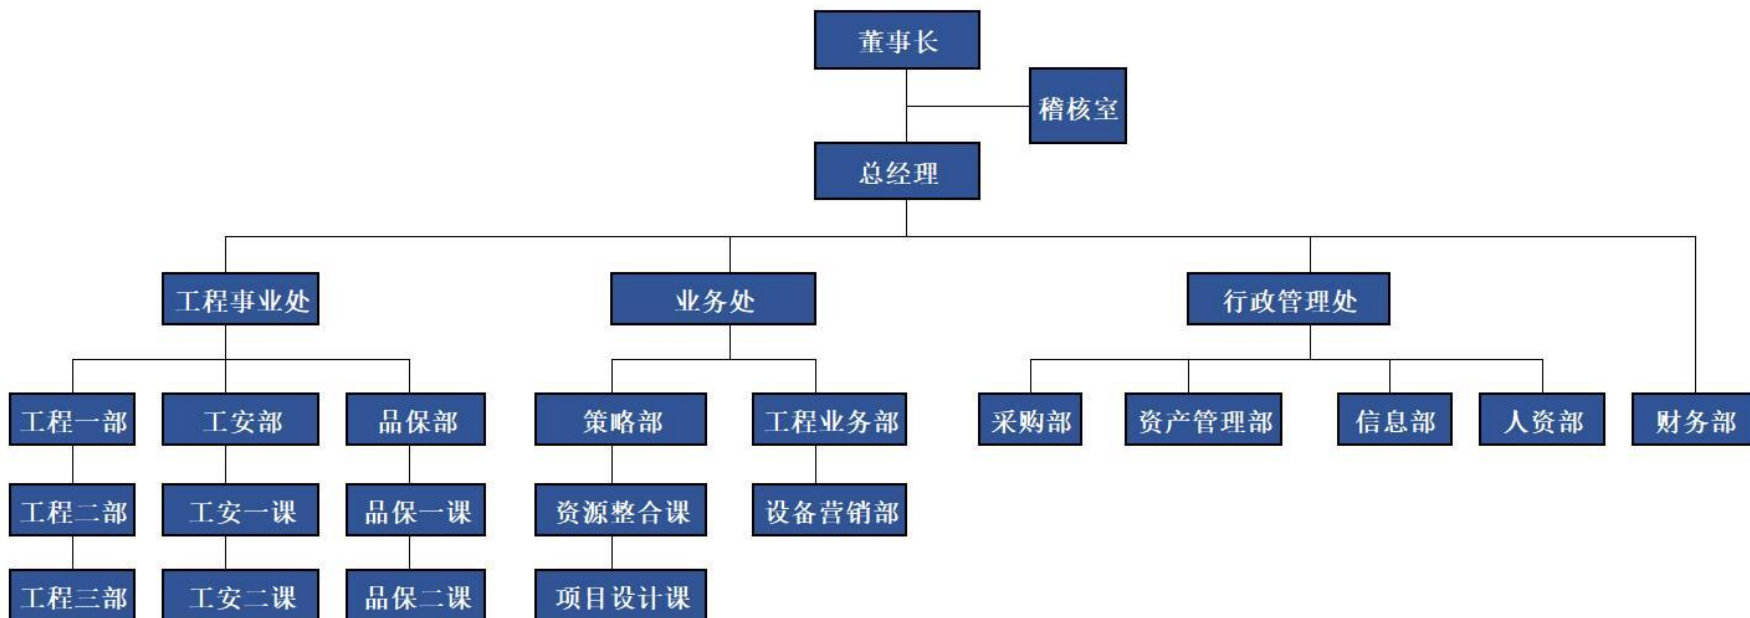 董事长
稽核室
总经理
工程事业处
业务处
行政管理处
工程一部
工安部
品保部
策略部
工程业务部
采购部
资产管理部
信息部
人资部
财务部
工程二部
工安一课
品保一课
资源整合课
设备营销部
工程三部
工安二课
品保二课
项目设计课